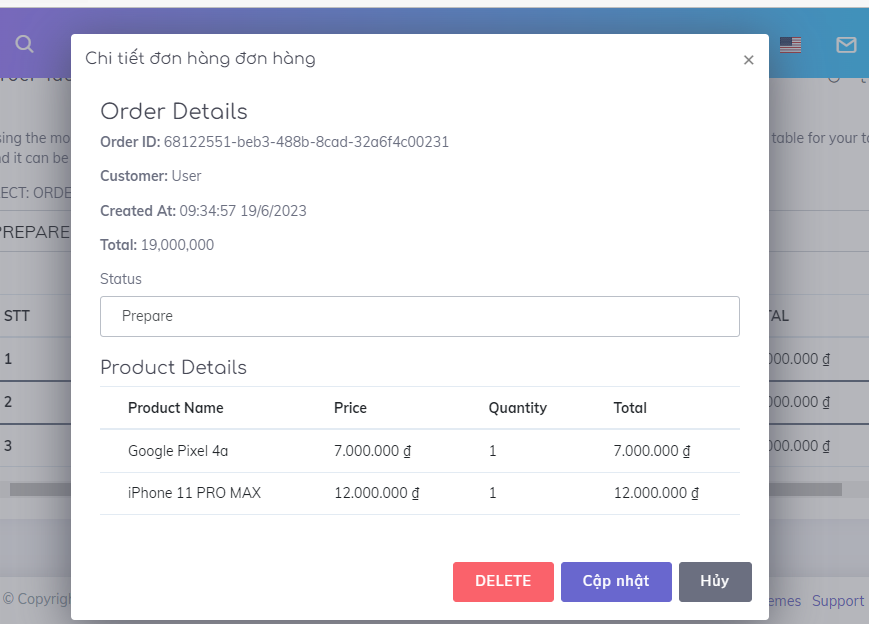 Chi tiết đơn hàng đơn hàng
×
Order Details
Order ID: 68122551-beb3-488b-8cad-32a6f4c00231
Customer: User
Created At: 09:34:57 19/6/2023
Total: 19,000,000
Status
Prepare
Product Details
Product Name Price Quantity Total
Google Pixel 4a 7.000.000 ₫ 1 7.000.000 ₫
iPhone 11 PRO MAX 12.000.000 ₫ 1 12.000.000 ₫
DELETE Cập nhật Hủy
sing the mo
table for your t
d it can be
ECT: ORDE
PREPARE
STT
TAL
1
000.000 ₫
2
000.000 ₫
3
000.000 ₫
© Copyrigh
emes Support